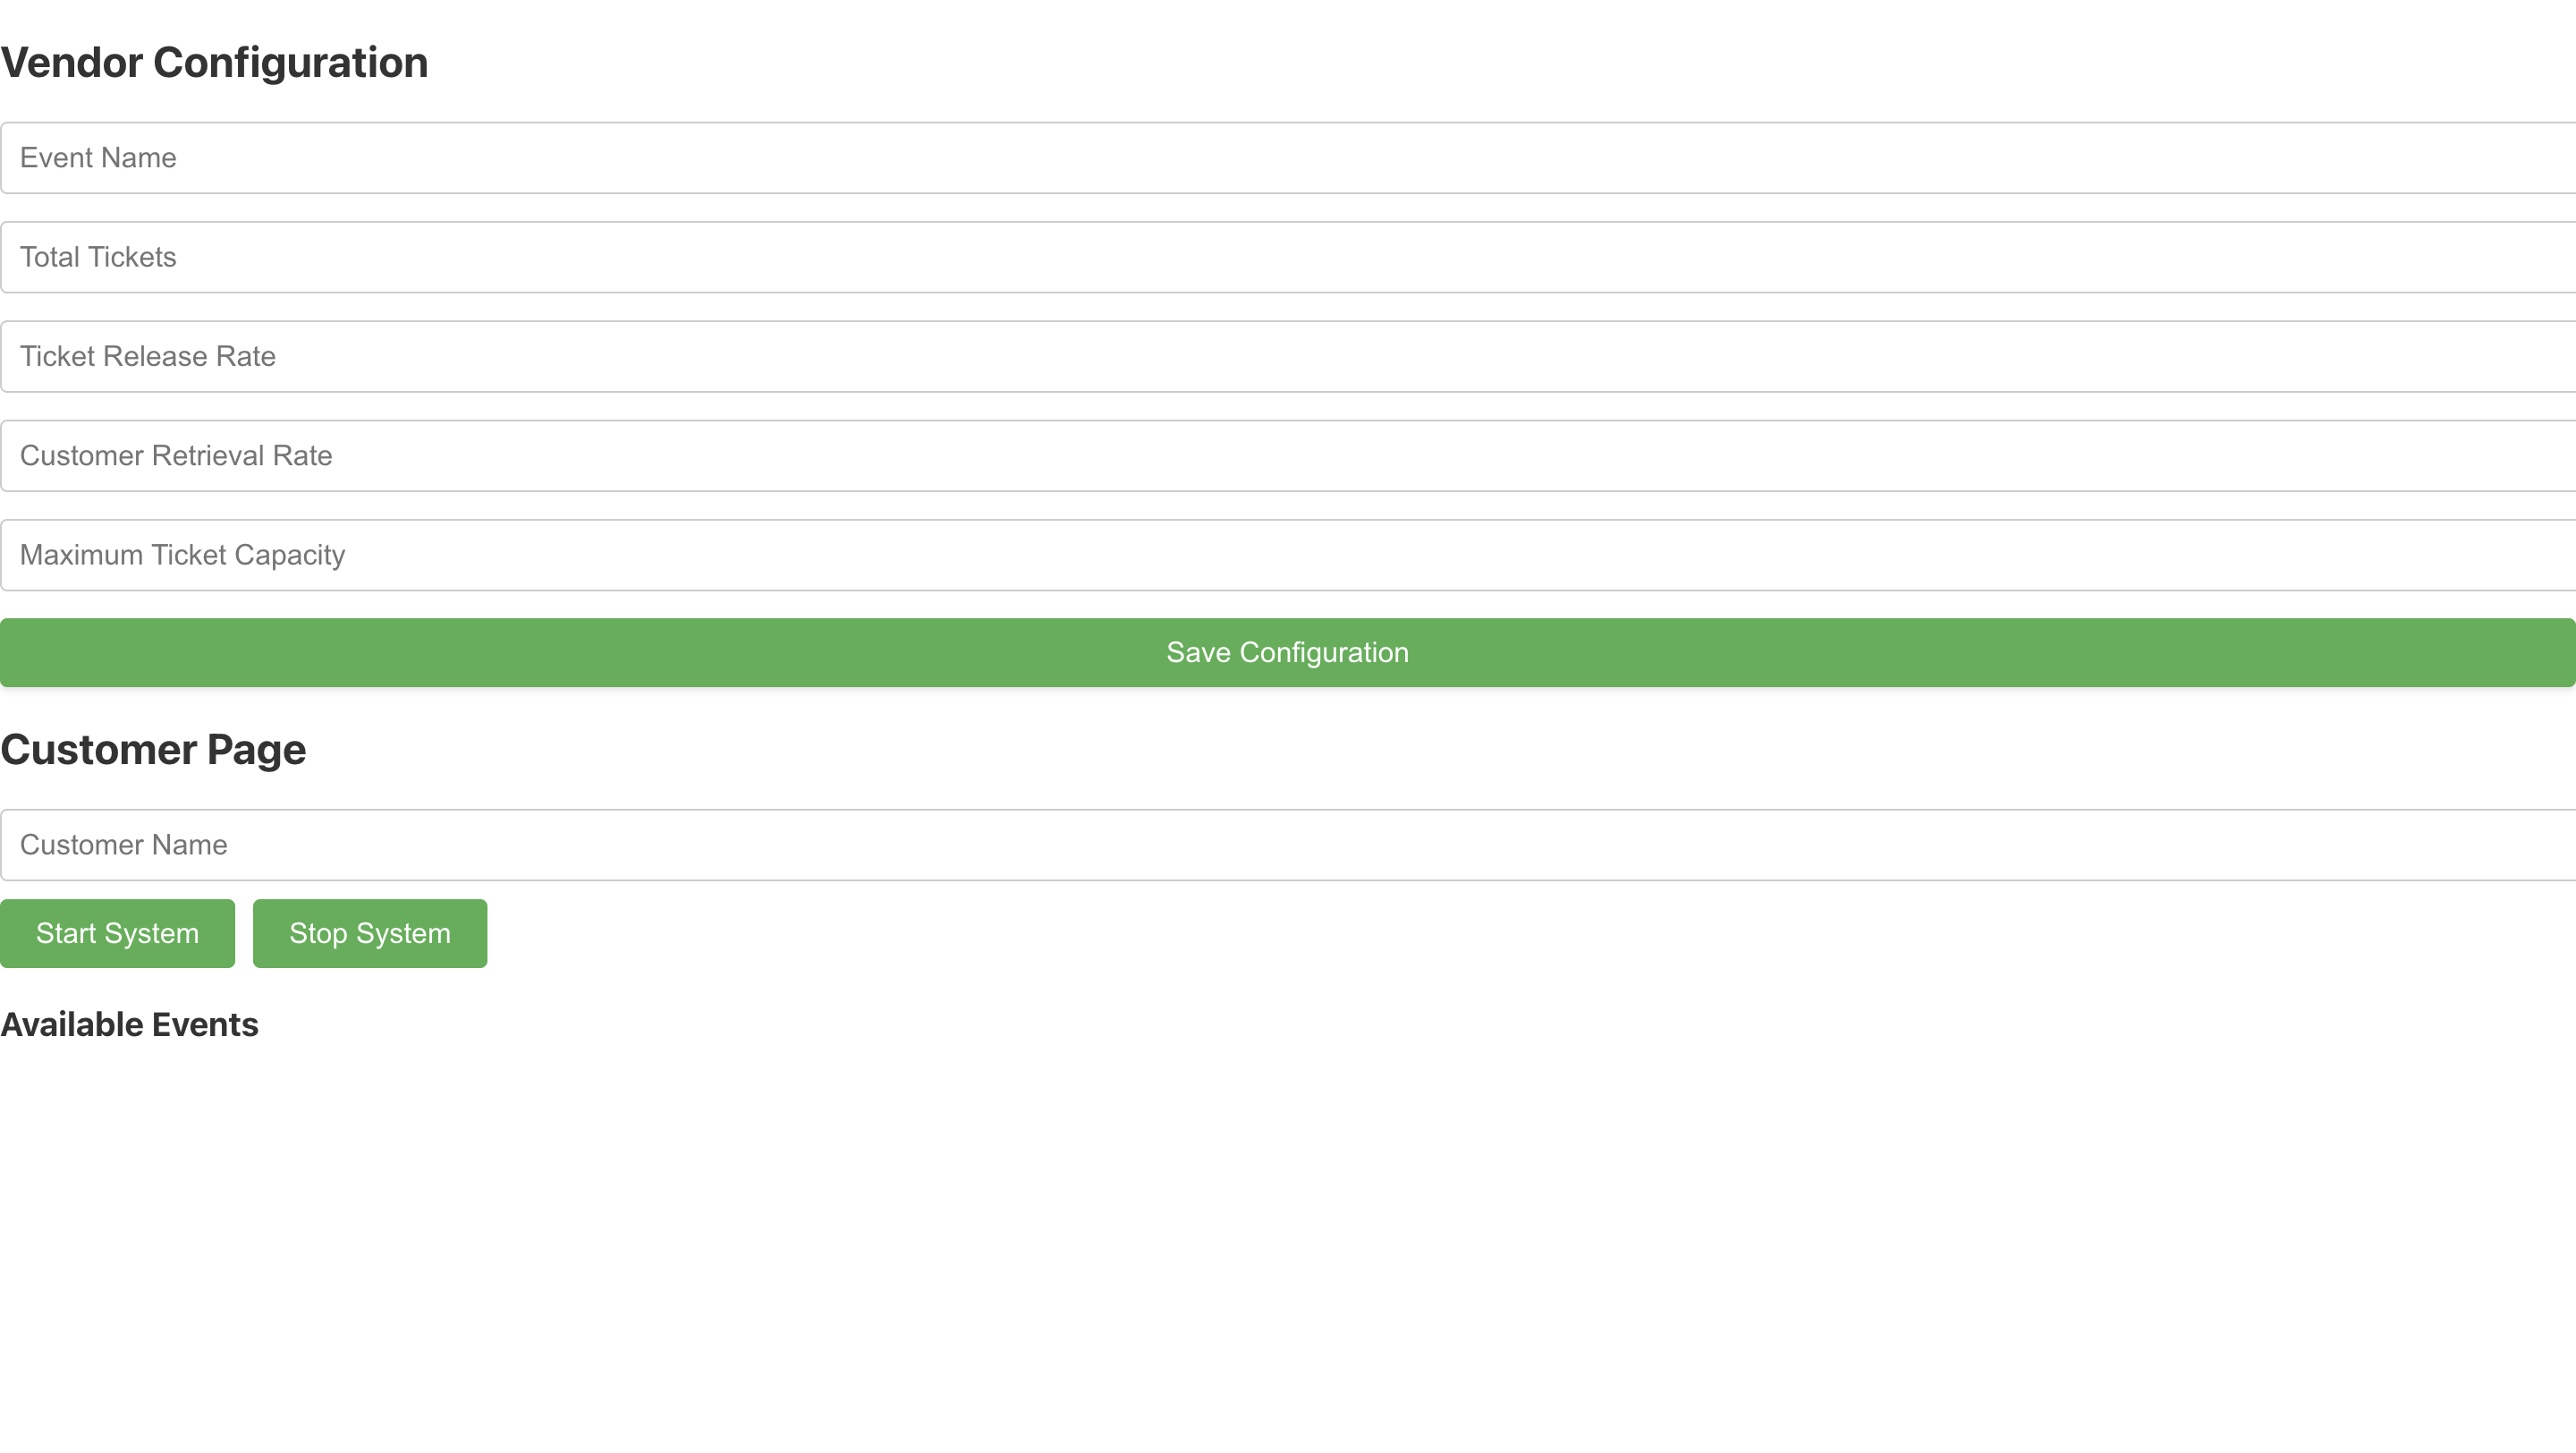 Vendor Configuration
Event Name
Total Tickets
Ticket Release Rate
Customer Retrieval Rate
Maximum Ticket Capacity
Save Configuration
Customer Page
Customer Name
Start System Stop System
Available Events